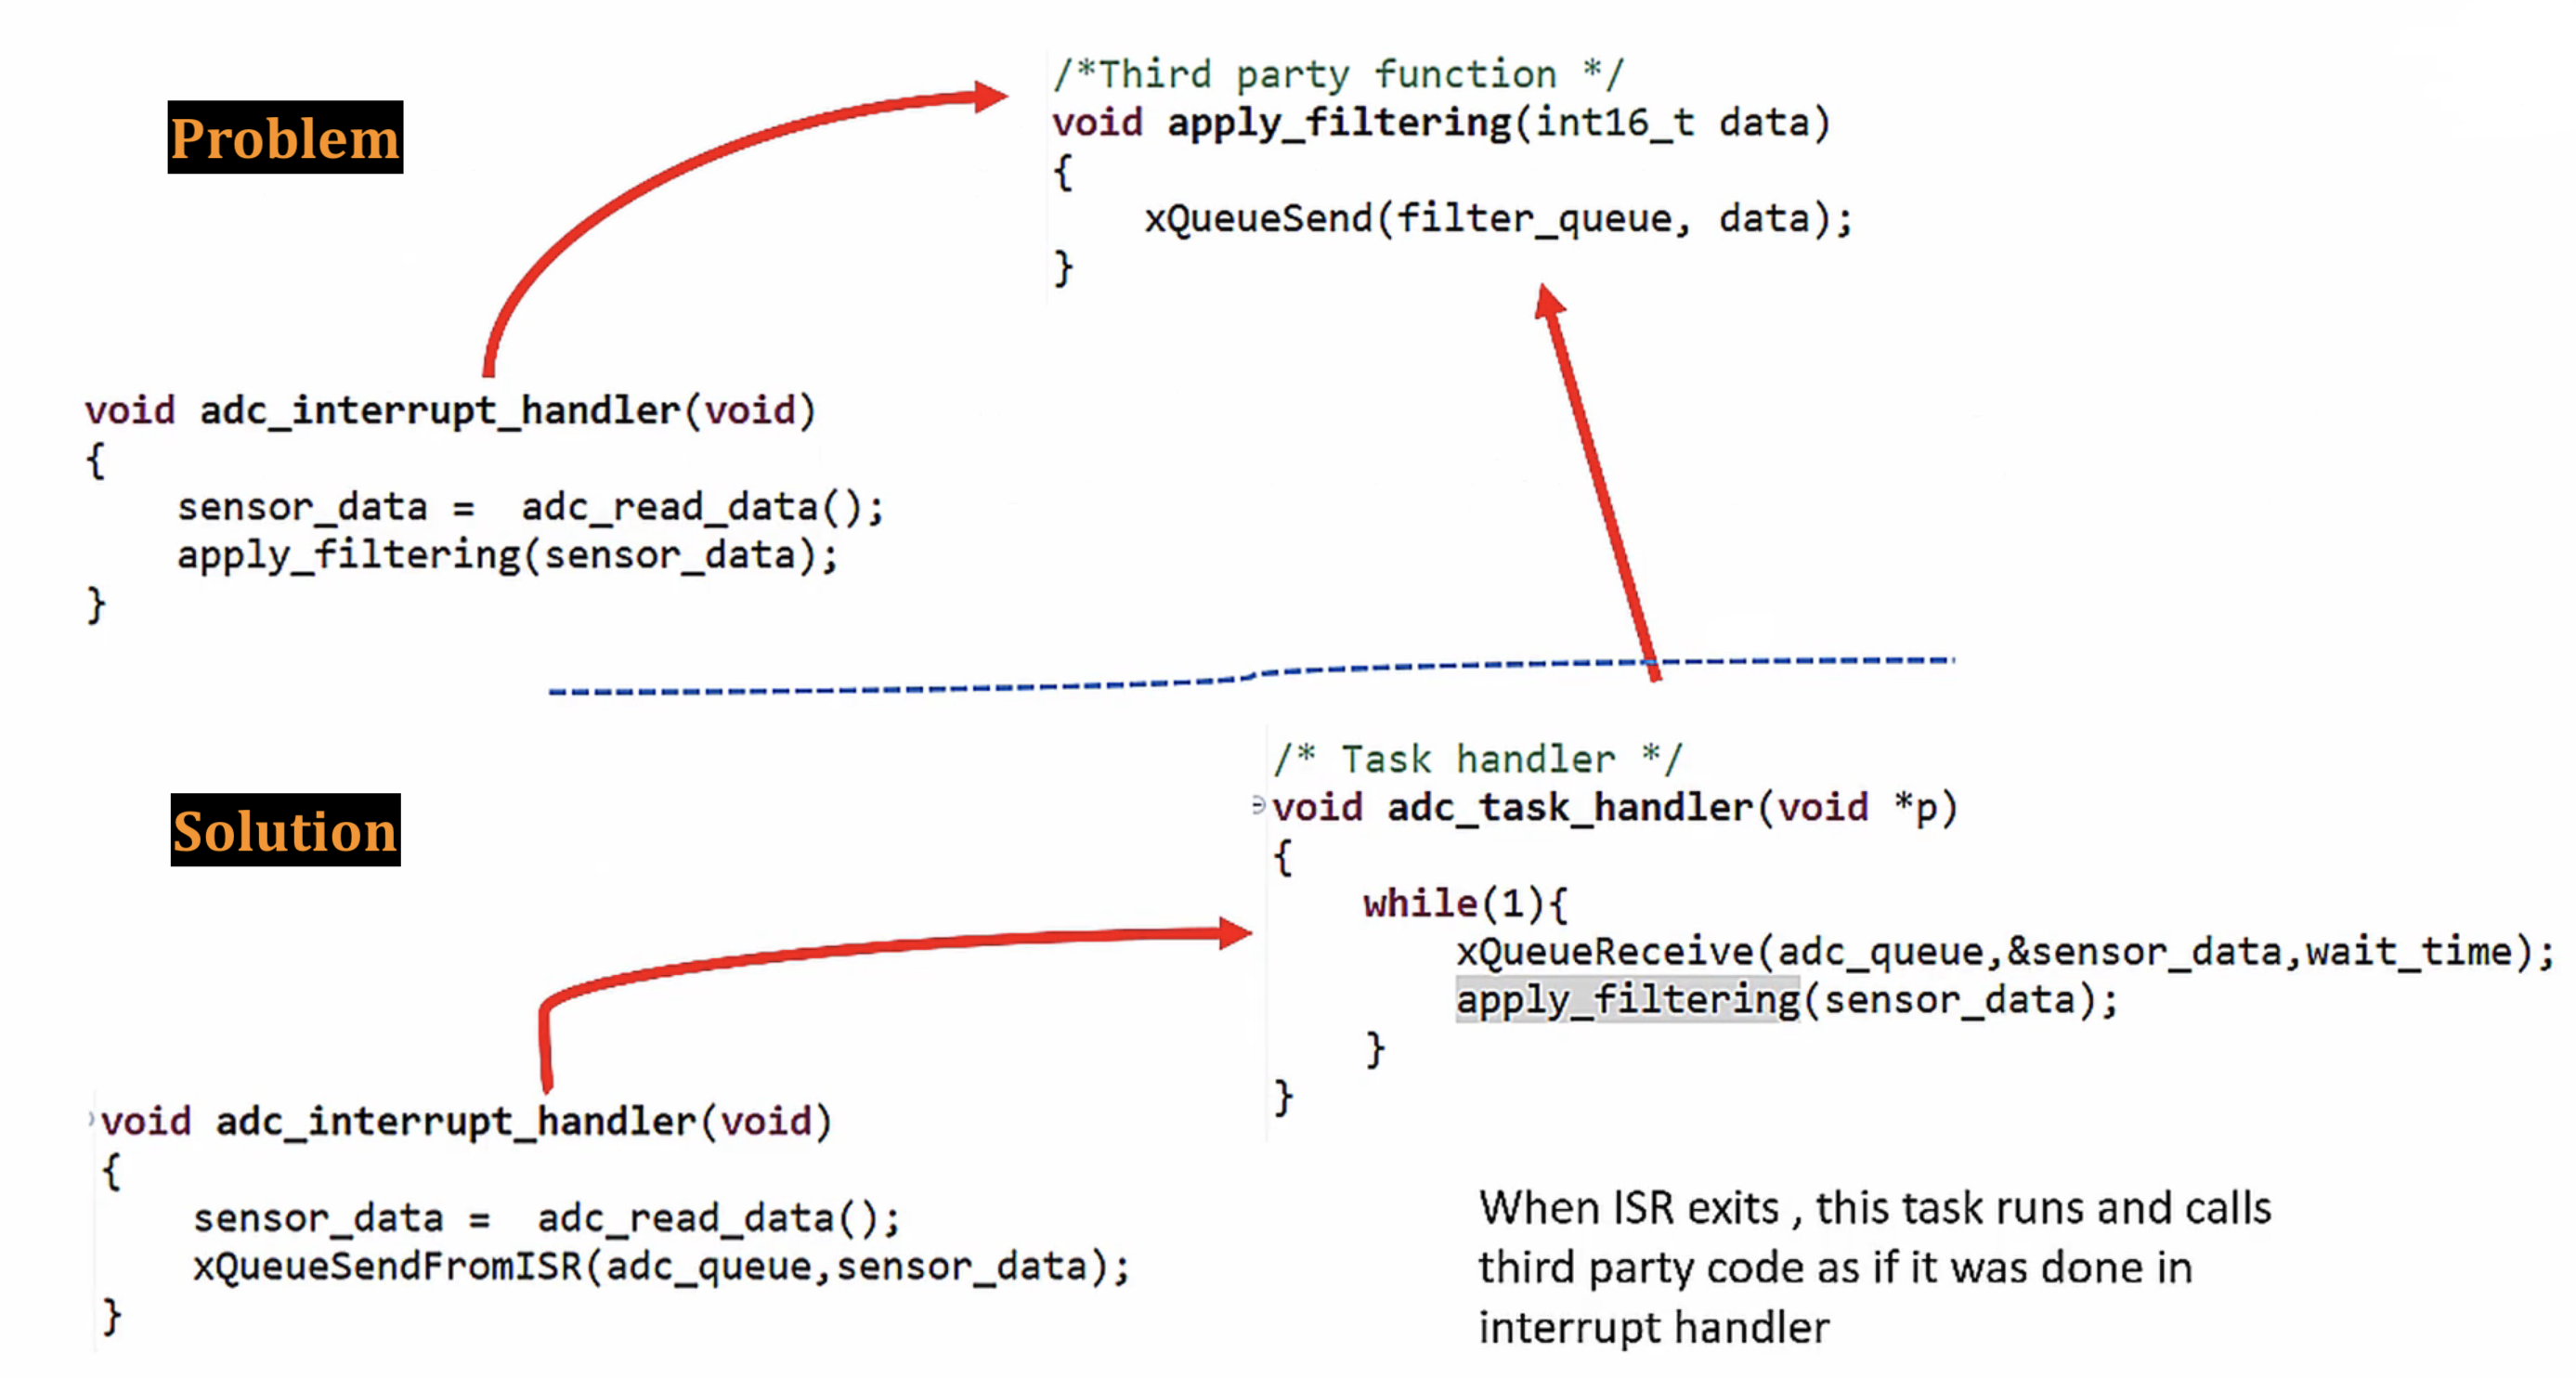 Problem
/*Third party function */
void apply_filtering(int16_t data)
{
xQueueSend(filter_queue, data);
}
void adc_interrupt_handler(void)
{
sensor_data =  adc_read_data();
apply_filtering(sensor_data);
}
Solution
/* Task handler */
void adc_task_handler(void *p)
{
while(1){
xQueueReceive(adc_queue,&sensor_data,wait_time);
apply_filtering(sensor_data);
}
}
void adc_interrupt_handler(void)
{
sensor_data =  adc_read_data();
xQueueSendFromISR(adc_queue,sensor_data);
}
When ISR exits , this task runs and calls
third party code as if it was done in
interrupt handler